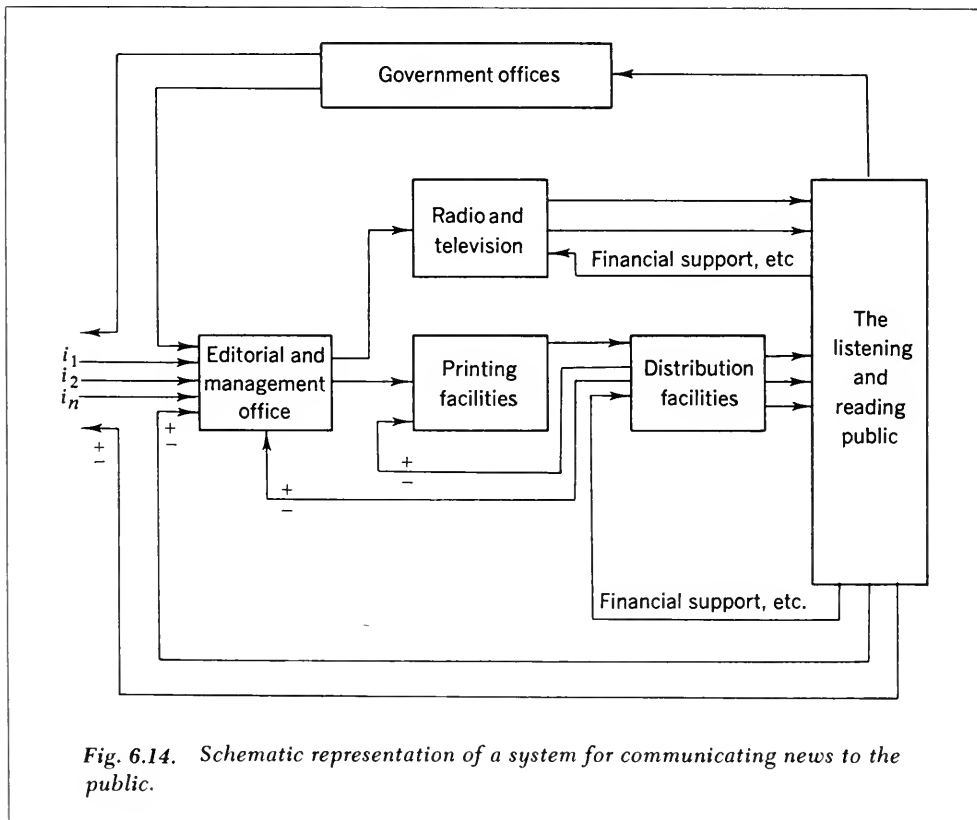 Government offices
Radio and
television
Financial support, etc
The
listening
and
reading
public
i1
i2
in
Editorial and
management
office
Printing
facilities
Distribution
facilities
+
−
+
−
+
−
+
−
Financial support, etc.
Fig. 6.14. Schematic representation of a system for communicating news to the
public.